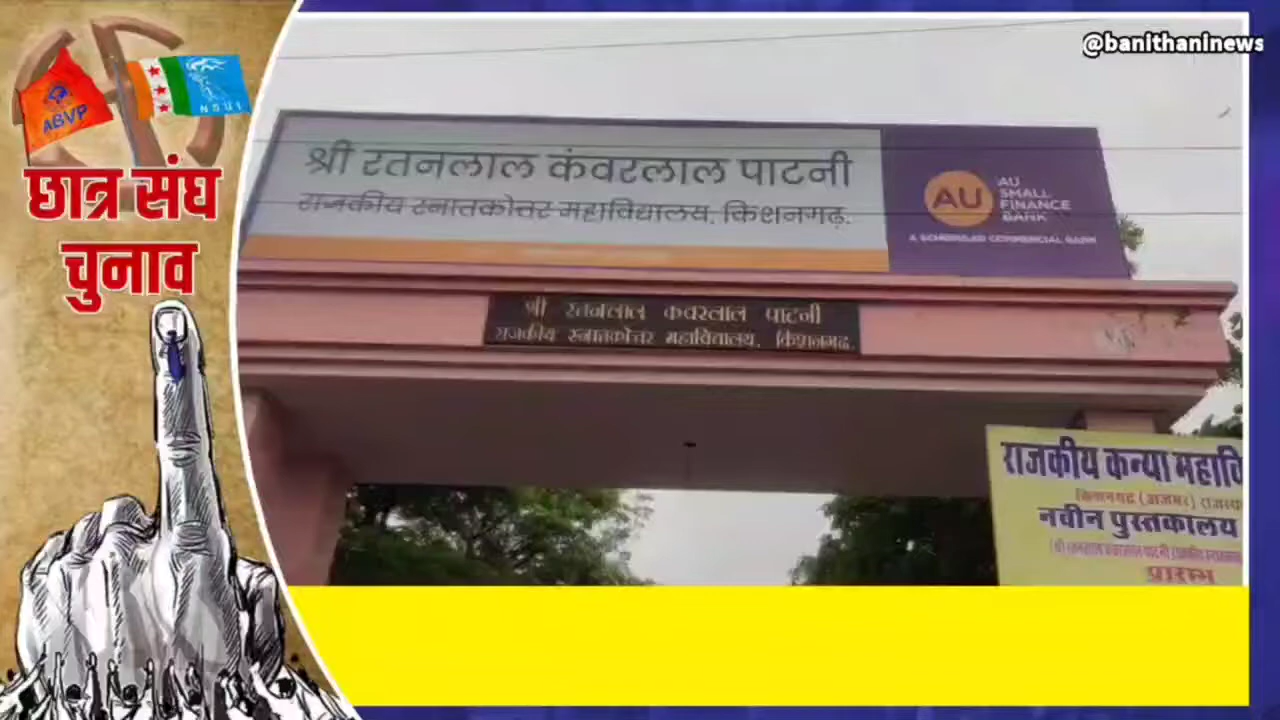 @banithaninews
ABVP
NSUI
छात्र संघ
चुनाव
श्री रतनलाल कंवरलाल पाटनी
राजकीय स्नातकोत्तर महाविद्यालय, किशनगढ़.
AU
AU
SMALL
FINANCE
BANK
A SCHEDULED COMMERCIAL BANK
श्री रतनलाल कंवरलाल पाटनी
राजकीय स्नातकोत्तर महाविद्यालय, किशनगढ़.
राजकीय कन्या महावि
किशनगढ़ (अजमेर) राजस्थ
नवीन पुस्तकालय
प्रारम्भ